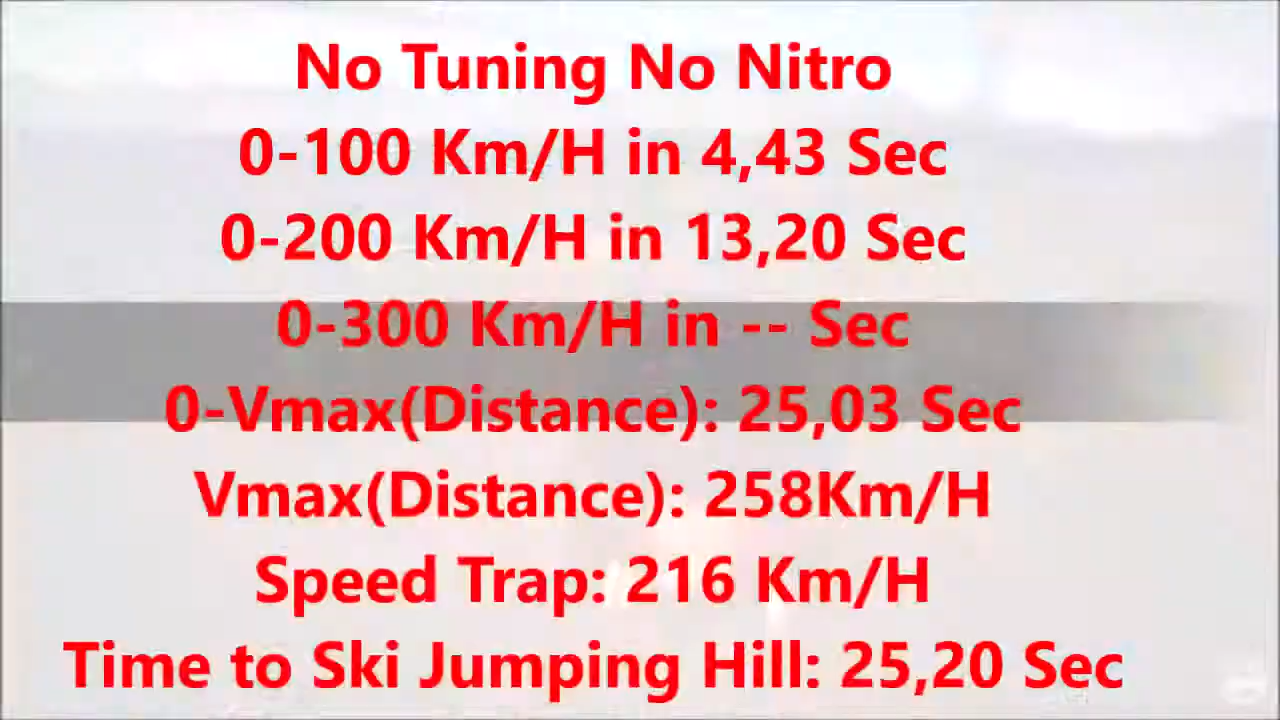 No Tuning No Nitro
0-100 Km/H in 4,43 Sec
0-200 Km/H in 13,20 Sec
0-300 Km/H in -- Sec
0-Vmax(Distance): 25,03 Sec
Vmax(Distance): 258Km/H
Speed Trap: 216 Km/H
Time to Ski Jumping Hill: 25,20 Sec